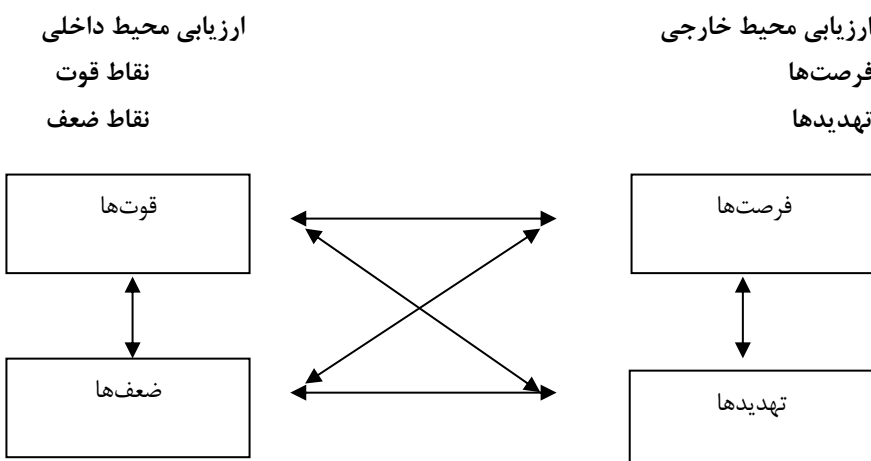 ارزیابی محیط خارجی
فرصت‌ها
تهدیدها
ارزیابی محیط داخلی
نقاط قوت
نقاط ضعف
فرصت‌ها
قوت‌ها
تهدیدها
ضعف‌ها